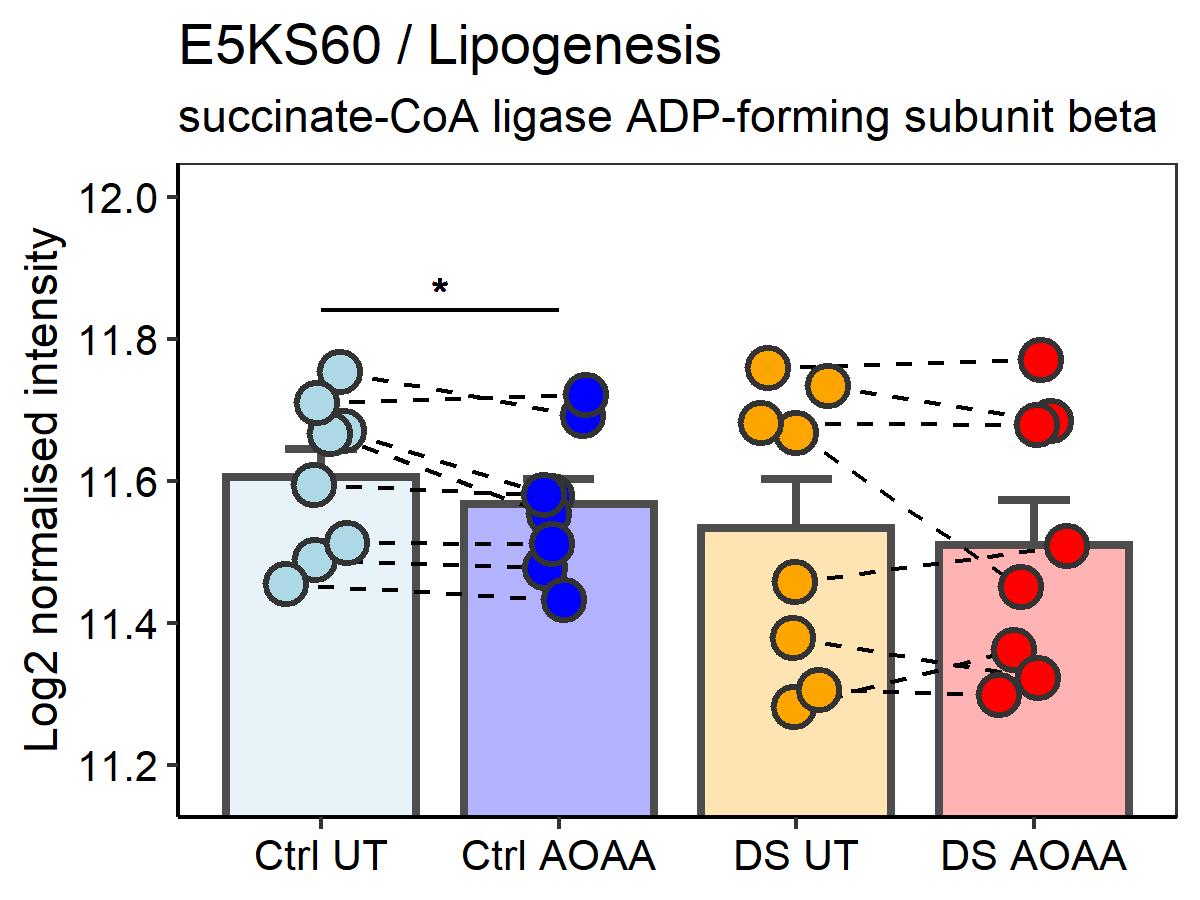 E5KS60 / Lipogenesis
succinate-CoA ligase ADP-forming subunit beta
Log2 normalised intensity
12.0
11.8
11.6
11.4
11.2
*
Ctrl UT
Ctrl AOAA
DS UT
DS AOAA